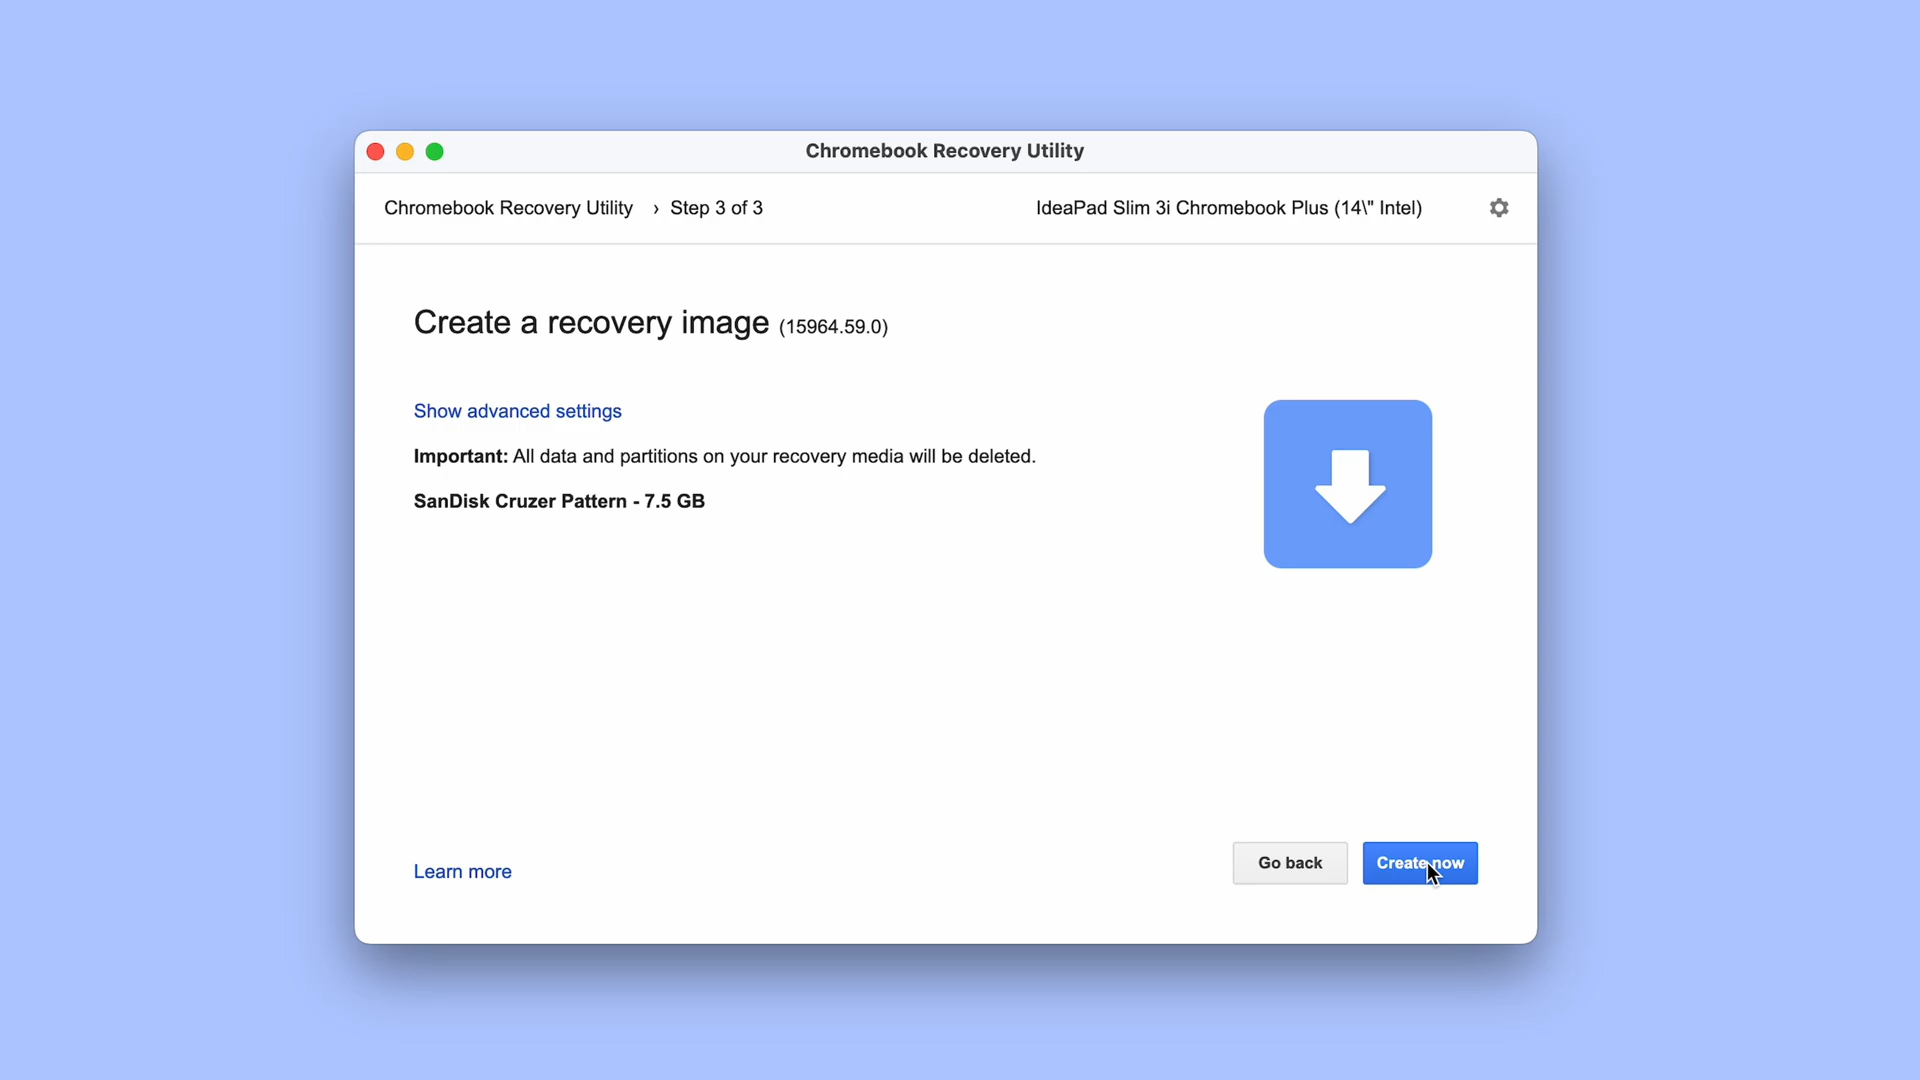 Chromebook Recovery Utility
Chromebook Recovery Utility › Step 3 of 3
IdeaPad Slim 3i Chromebook Plus (14\" Intel)
Create a recovery image (15964.59.0)
Show advanced settings
Important: All data and partitions on your recovery media will be deleted.
SanDisk Cruzer Pattern - 7.5 GB
Learn more
Go back
Create now